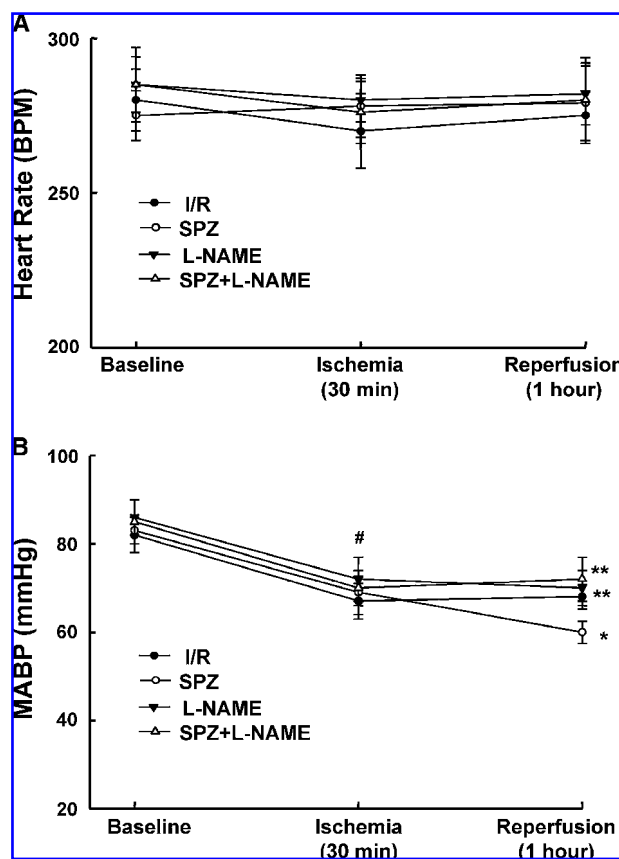 A
Heart Rate (BPM)
300
250
200
I/R
SPZ
L-NAME
SPZ+L-NAME
Baseline
Ischemia
(30 min)
Reperfusion
(1 hour)
B
MABP (mmHg)
100
80
60
40
20
#
**
**
*
I/R
SPZ
L-NAME
SPZ+L-NAME
Baseline
Ischemia
(30 min)
Reperfusion
(1 hour)